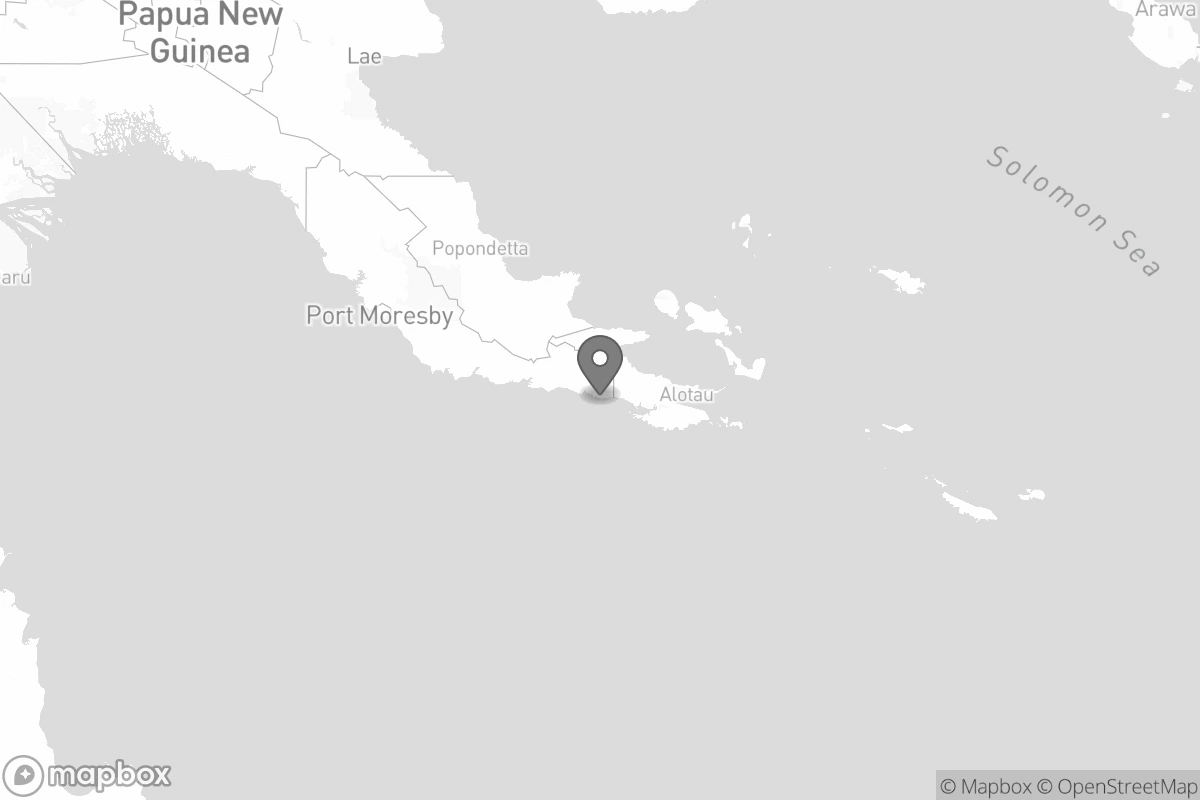 Papua New
Guinea
Lae
Arawa
Solomon Sea
Popondetta
arú
Port Moresby
Alotau
mapbox
© Mapbox © OpenStreetMap